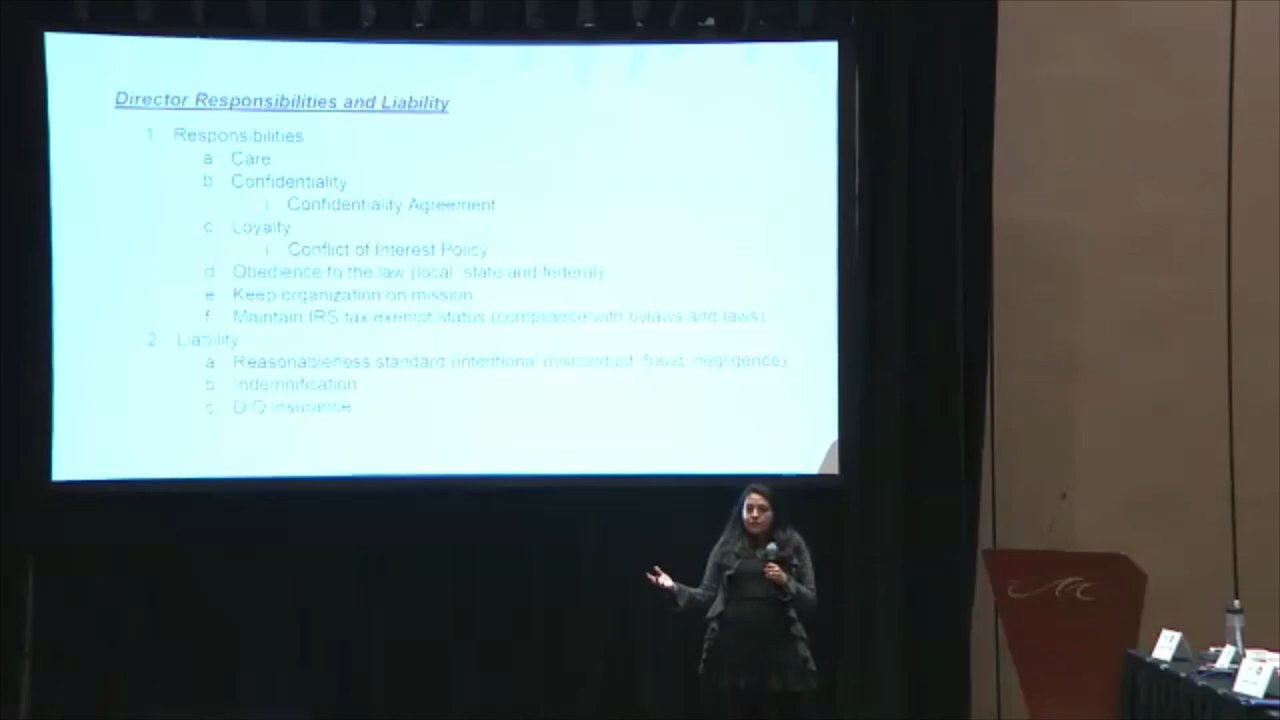 Director Responsibilities and Liability
1 Responsibilities
a Care
b Confidentiality
i Confidentiality Agreement
c Loyalty
i Conflict of Interest Policy
d Obedience to the law (local, state and federal)
e Keep organization on mission
f Maintain IRS tax exempt status (compliance with bylaws and laws)
2 Liability
a Reasonableness standard (intentional misconduct, fraud, negligence)
b Indemnification
c D/O insurance